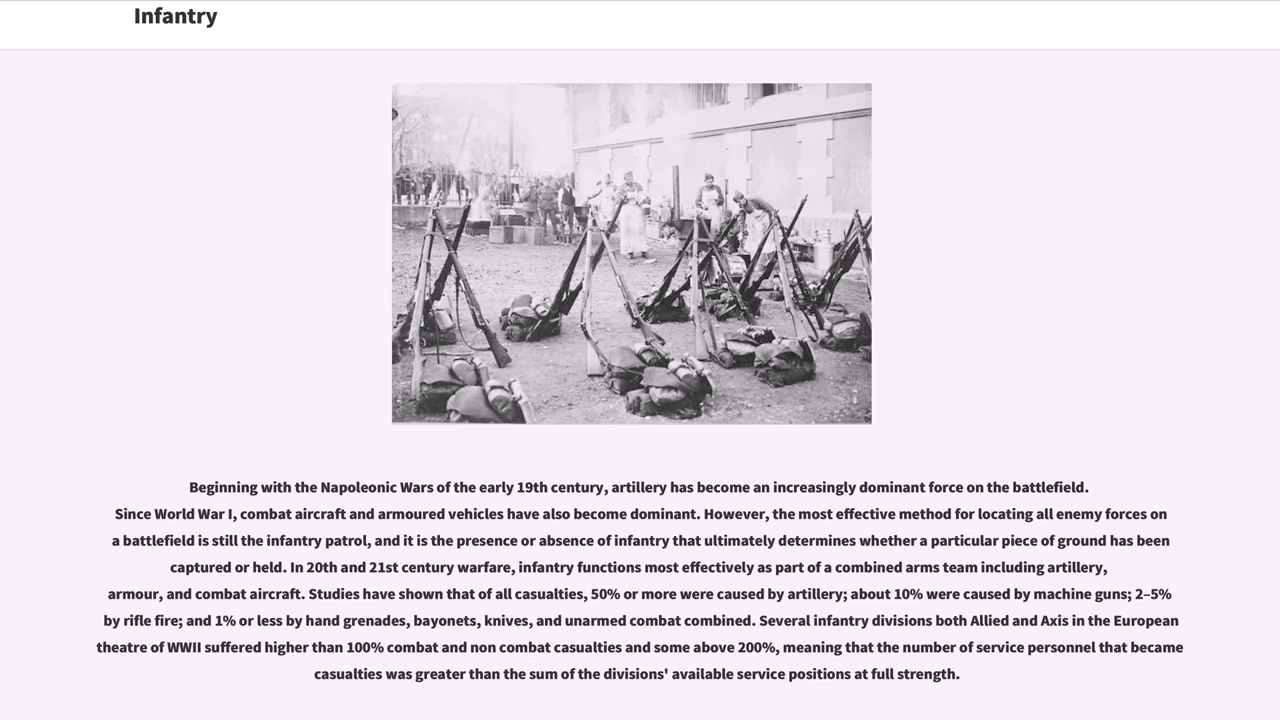 Infantry
Beginning with the Napoleonic Wars of the early 19th century, artillery has become an increasingly dominant force on the battlefield.
Since World War I, combat aircraft and armoured vehicles have also become dominant. However, the most effective method for locating all enemy forces on
a battlefield is still the infantry patrol, and it is the presence or absence of infantry that ultimately determines whether a particular piece of ground has been
captured or held. In 20th and 21st century warfare, infantry functions most effectively as part of a combined arms team including artillery,
armour, and combat aircraft. Studies have shown that of all casualties, 50% or more were caused by artillery; about 10% were caused by machine guns; 2–5%
by rifle fire; and 1% or less by hand grenades, bayonets, knives, and unarmed combat combined. Several infantry divisions both Allied and Axis in the European
theatre of WWII suffered higher than 100% combat and non combat casualties and some above 200%, meaning that the number of service personnel that became
casualties was greater than the sum of the divisions' available service positions at full strength.